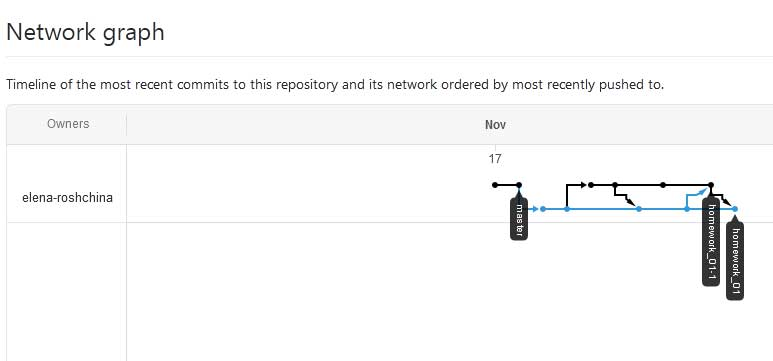 Network graph
Timeline of the most recent commits to this repository and its network ordered by most recently pushed to.
Owners
Nov
17
elena-roshchina
master
homework_01-1
homework_01